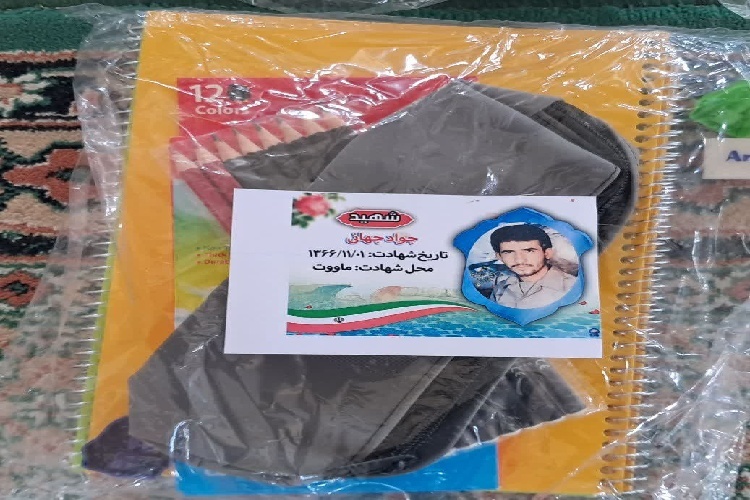 12
Colors
شهید
جواد جهانی
تاریخ شهادت: ۱۳۶۶/۱۱/۰۱
محل شهادت: ماووت